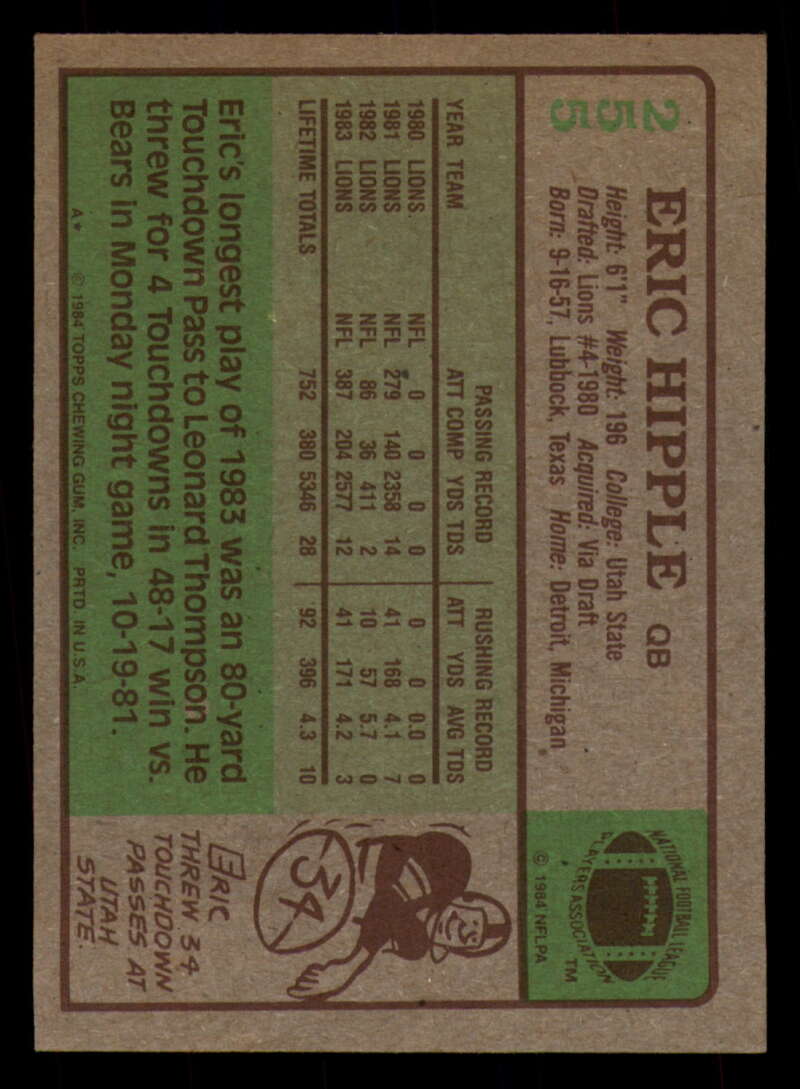 255
ERIC HIPPLE QB
Height: 6'1" Weight: 196 College: Utah State
Drafted: Lions #4-1980 Acquired: Via Draft
Born: 9-16-57, Lubbock, Texas Home: Detroit, Michigan
NATIONAL FOOTBALL LEAGUE
PLAYERS ASSOCIATION
TM
© 1984 NFLPA
PASSING RECORD RUSHING RECORD
YEAR TEAM ATT COMP YDS TDS ATT YDS AVG TDS
1980 LIONS NFL 0 0 0 0 0 0 0.0 0
1981 LIONS NFL 279 140 2358 14 41 168 4.1 7
1982 LIONS NFL 86 36 411 2 10 57 5.7 0
1983 LIONS NFL 387 204 2577 12 41 171 4.2 3
LIFETIME TOTALS 752 380 5346 28 92 396 4.3 10
Eric's longest play of 1983 was an 80-yard
Touchdown Pass to Leonard Thompson. He
threw for 4 Touchdowns in 48-17 win vs.
Bears in Monday night game, 10-19-81.
A* © 1984 TOPPS CHEWING GUM, INC. PRTD. IN U.S.A.
34
ERIC
THREW 34
TOUCHDOWN
PASSES AT
UTAH
STATE.